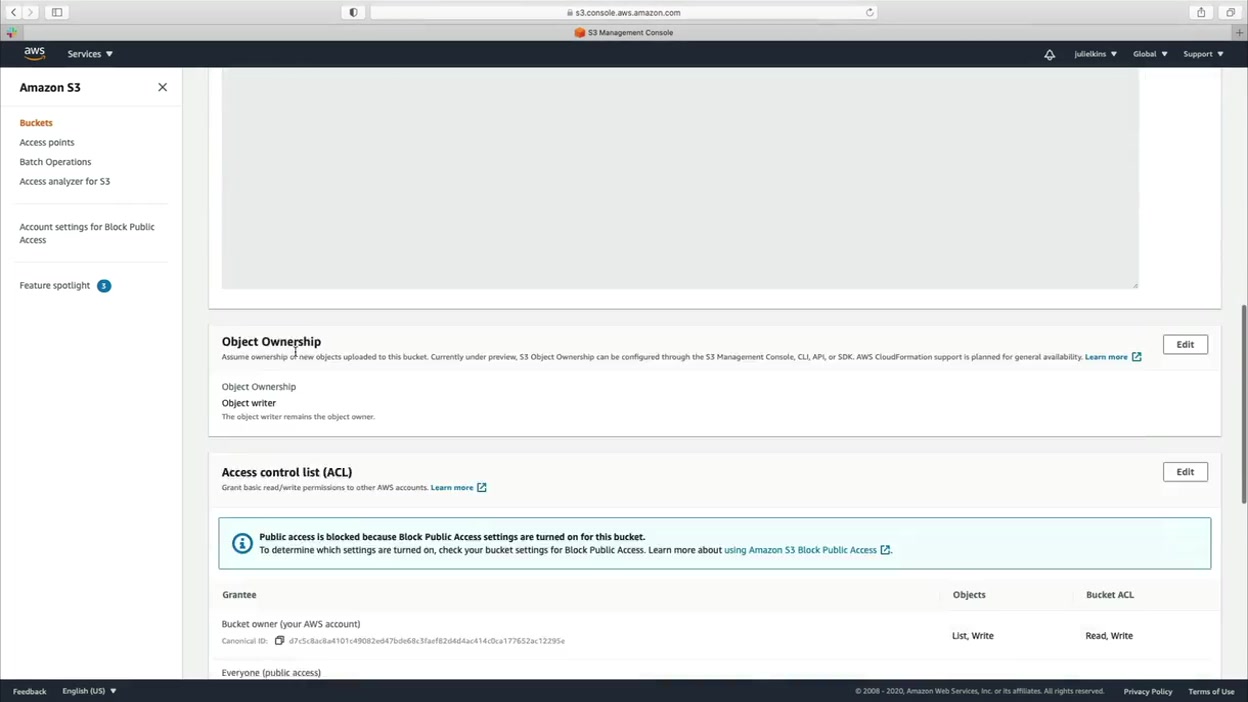 s3.console.aws.amazon.com
S3 Management Console
aws
Services
julielkins
Global
Support
Amazon S3
Buckets
Access points
Batch Operations
Access analyzer for S3
Account settings for Block Public
Access
Feature spotlight 3
Object Ownership
Edit
Assume ownership of new objects uploaded to this bucket. Currently under preview, S3 Object Ownership can be configured through the S3 Management Console, CLI, API, or SDK. AWS CloudFormation support is planned for general availability. Learn more
Object Ownership
Object writer
The object writer remains the object owner.
Access control list (ACL)
Edit
Grant basic read/write permissions to other AWS accounts. Learn more
Public access is blocked because Block Public Access settings are turned on for this bucket.
To determine which settings are turned on, check your bucket settings for Block Public Access. Learn more about using Amazon S3 Block Public Access.
Grantee Objects Bucket ACL
Bucket owner (your AWS account)
Canonical ID:
List, Write Read, Write
Everyone (public access)
Feedback English (US) © 2008 - 2020, Amazon Web Services, Inc. or its affiliates. All rights reserved. Privacy Policy Terms of Use